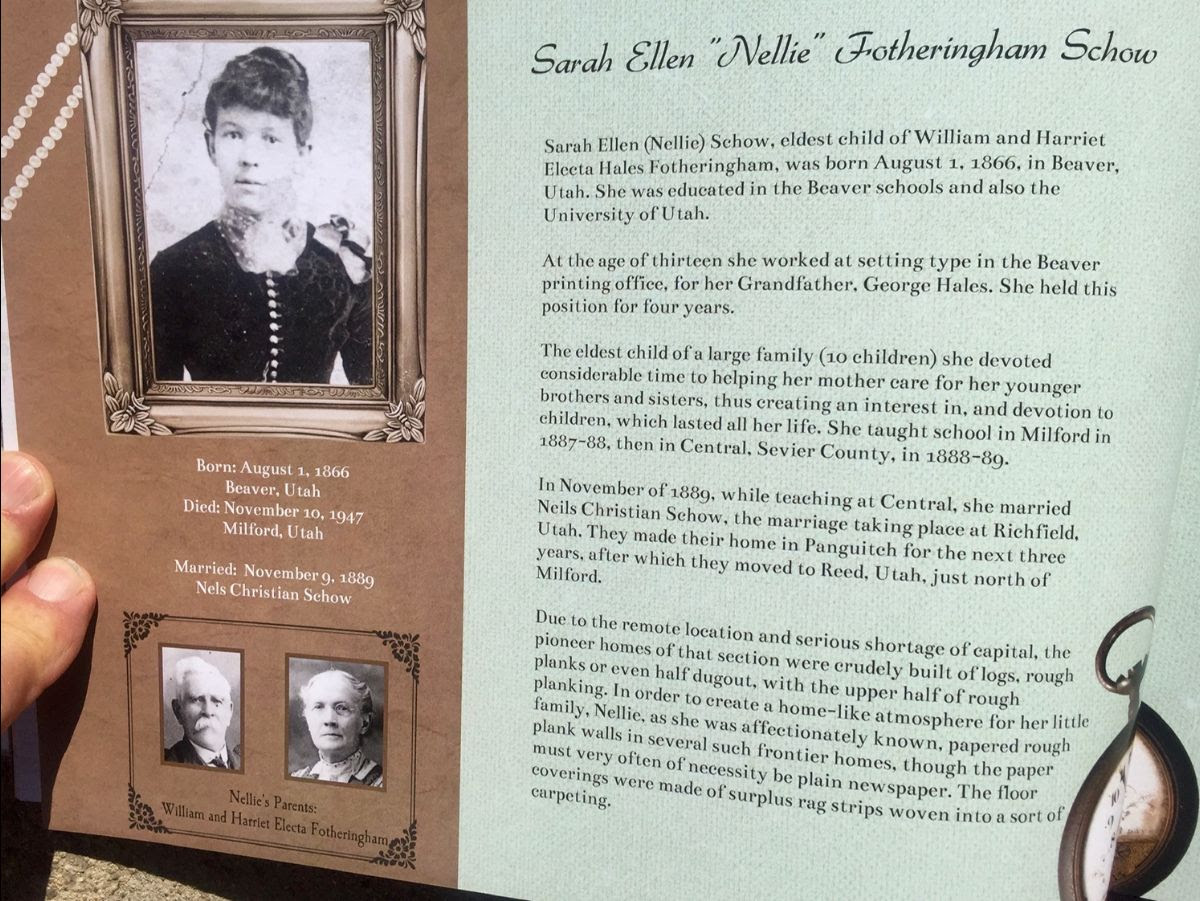 Sarah Ellen "Nellie" Fotheringham Schow
Sarah Ellen (Nellie) Schow, eldest child of William and Harriet
Electa Hales Fotheringham, was born August 1, 1866, in Beaver,
Utah. She was educated in the Beaver schools and also the
University of Utah.
At the age of thirteen she worked at setting type in the Beaver
printing office, for her Grandfather, George Hales. She held this
position for four years.
The eldest child of a large family (10 children) she devoted
considerable time to helping her mother care for her younger
brothers and sisters, thus creating an interest in, and devotion to
children, which lasted all her life. She taught school in Milford in
1887-88, then in Central, Sevier County, in 1888-89.
In November of 1889, while teaching at Central, she married
Neils Christian Schow, the marriage taking place at Richfield,
Utah. They made their home in Panguitch for the next three
years, after which they moved to Reed, Utah, just north of
Milford.
Due to the remote location and serious shortage of capital, the
pioneer homes of that section were crudely built of logs, rough
planks or even half dugout, with the upper half of rough
planking. In order to create a home-like atmosphere for her little
family, Nellie, as she was affectionately known, papered rough
plank walls in several such frontier homes, though the paper
must very often of necessity be plain newspaper. The floor
coverings were made of surplus rag strips woven into a sort of
carpeting.
Born: August 1, 1866
Beaver, Utah
Died: November 10, 1947
Milford, Utah
Married: November 9, 1889
Nels Christian Schow
Nellie's Parents:
William and Harriet Electa Fotheringham